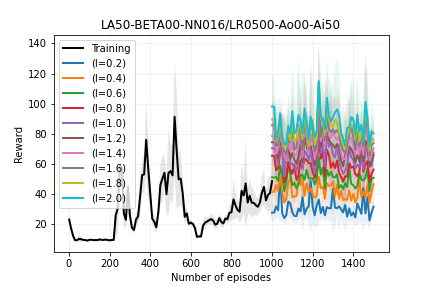 LA50-BETA00-NN016/LR0500-Ao00-Ai50
Reward
140
120
100
80
60
40
20
Training
(l=0.2)
(l=0.4)
(l=0.6)
(l=0.8)
(l=1.0)
(l=1.2)
(l=1.4)
(l=1.6)
(l=1.8)
(l=2.0)
0 200 400 600 800 1000 1200 1400
Number of episodes